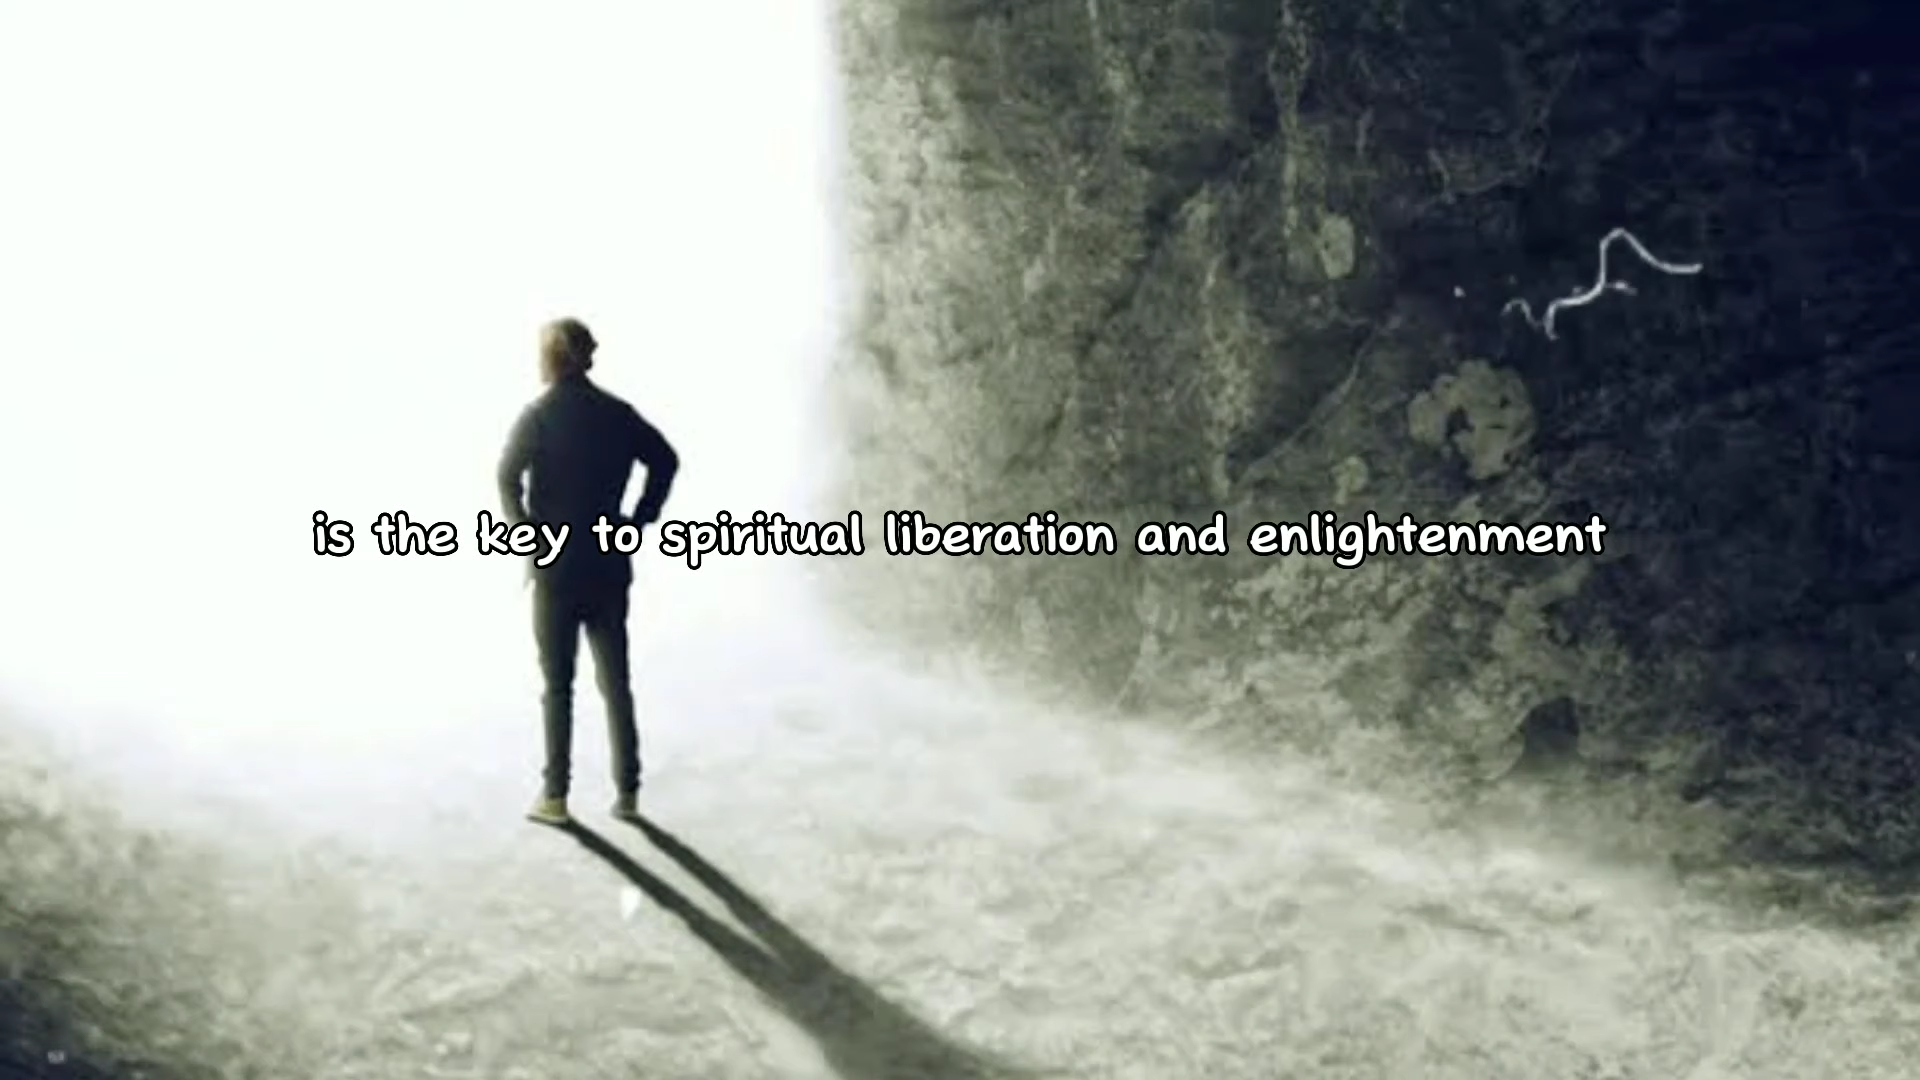 is the key to spiritual liberation and enlightenment